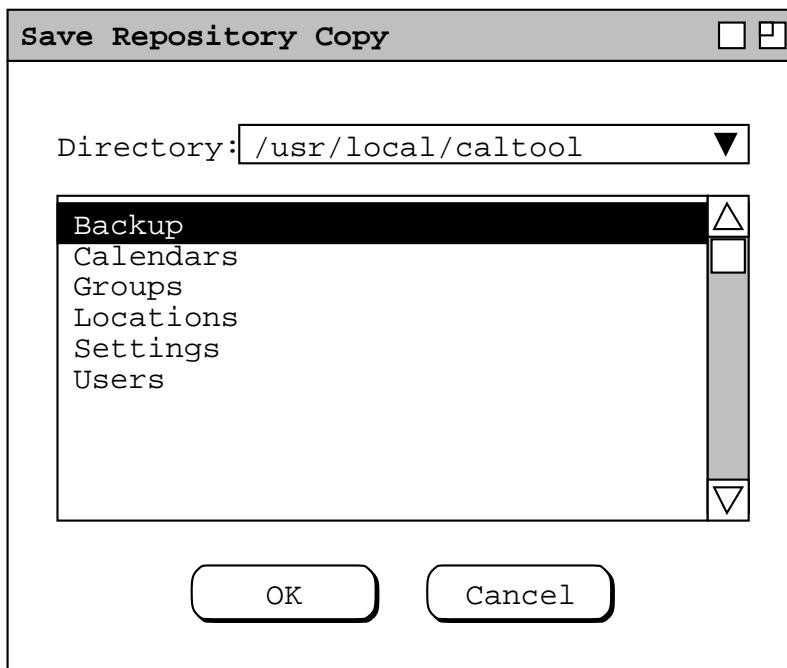 Save Repository Copy
Directory: /usr/local/caltool
Backup
Calendars
Groups
Locations
Settings
Users
OK Cancel